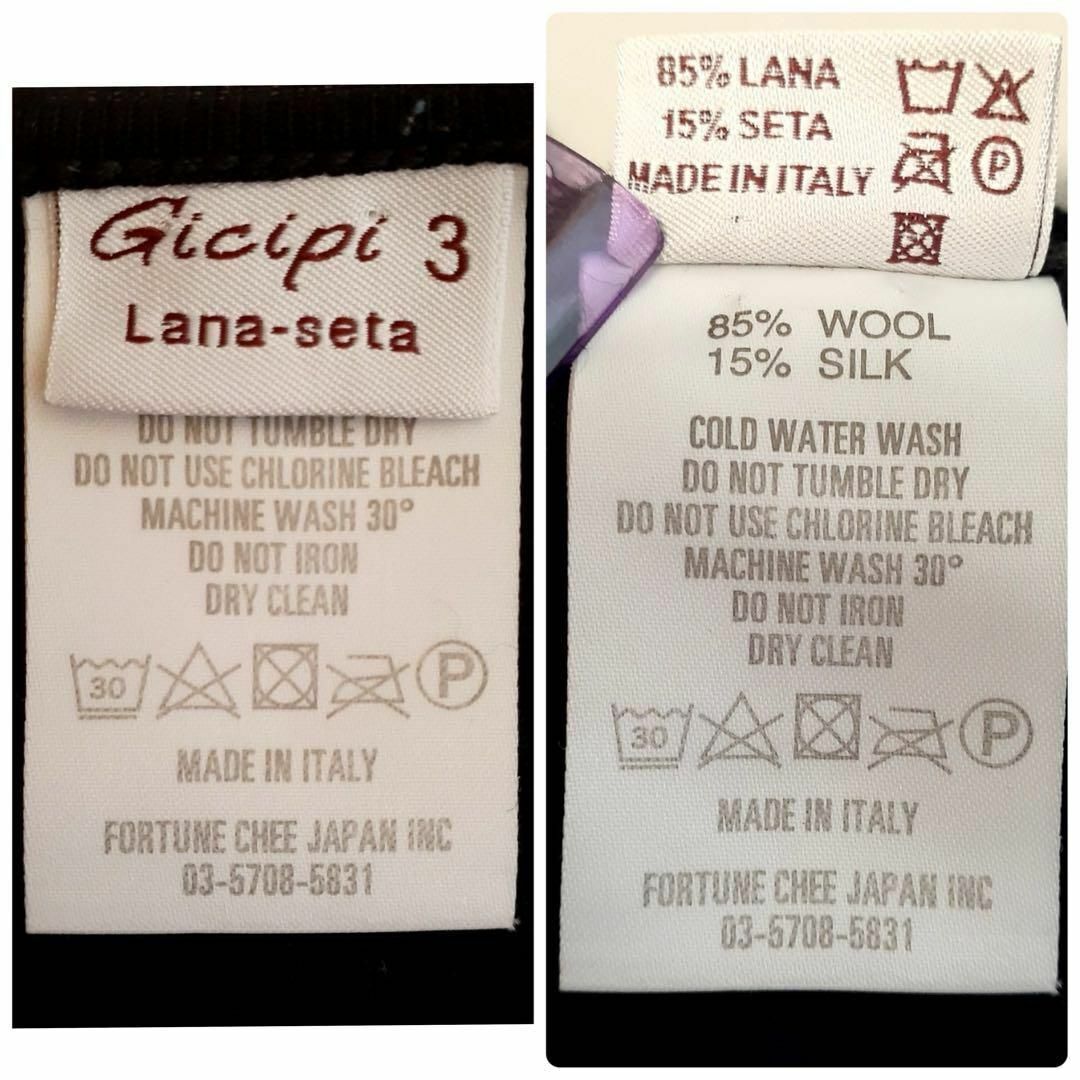 Gicipi 3
Lana-seta
DO NOT TUMBLE DRY
DO NOT USE CHLORINE BLEACH
MACHINE WASH 30°
DO NOT IRON
DRY CLEAN
30 P
MADE IN ITALY
FORTUNE CHEE JAPAN INC
03-5708-5831
85% LANA
15% SETA
MADE IN ITALY
P
85% WOOL
15% SILK
COLD WATER WASH
DO NOT TUMBLE DRY
DO NOT USE CHLORINE BLEACH
MACHINE WASH 30°
DO NOT IRON
DRY CLEAN
30 P
MADE IN ITALY
FORTUNE CHEE JAPAN INC
03-5708-5831